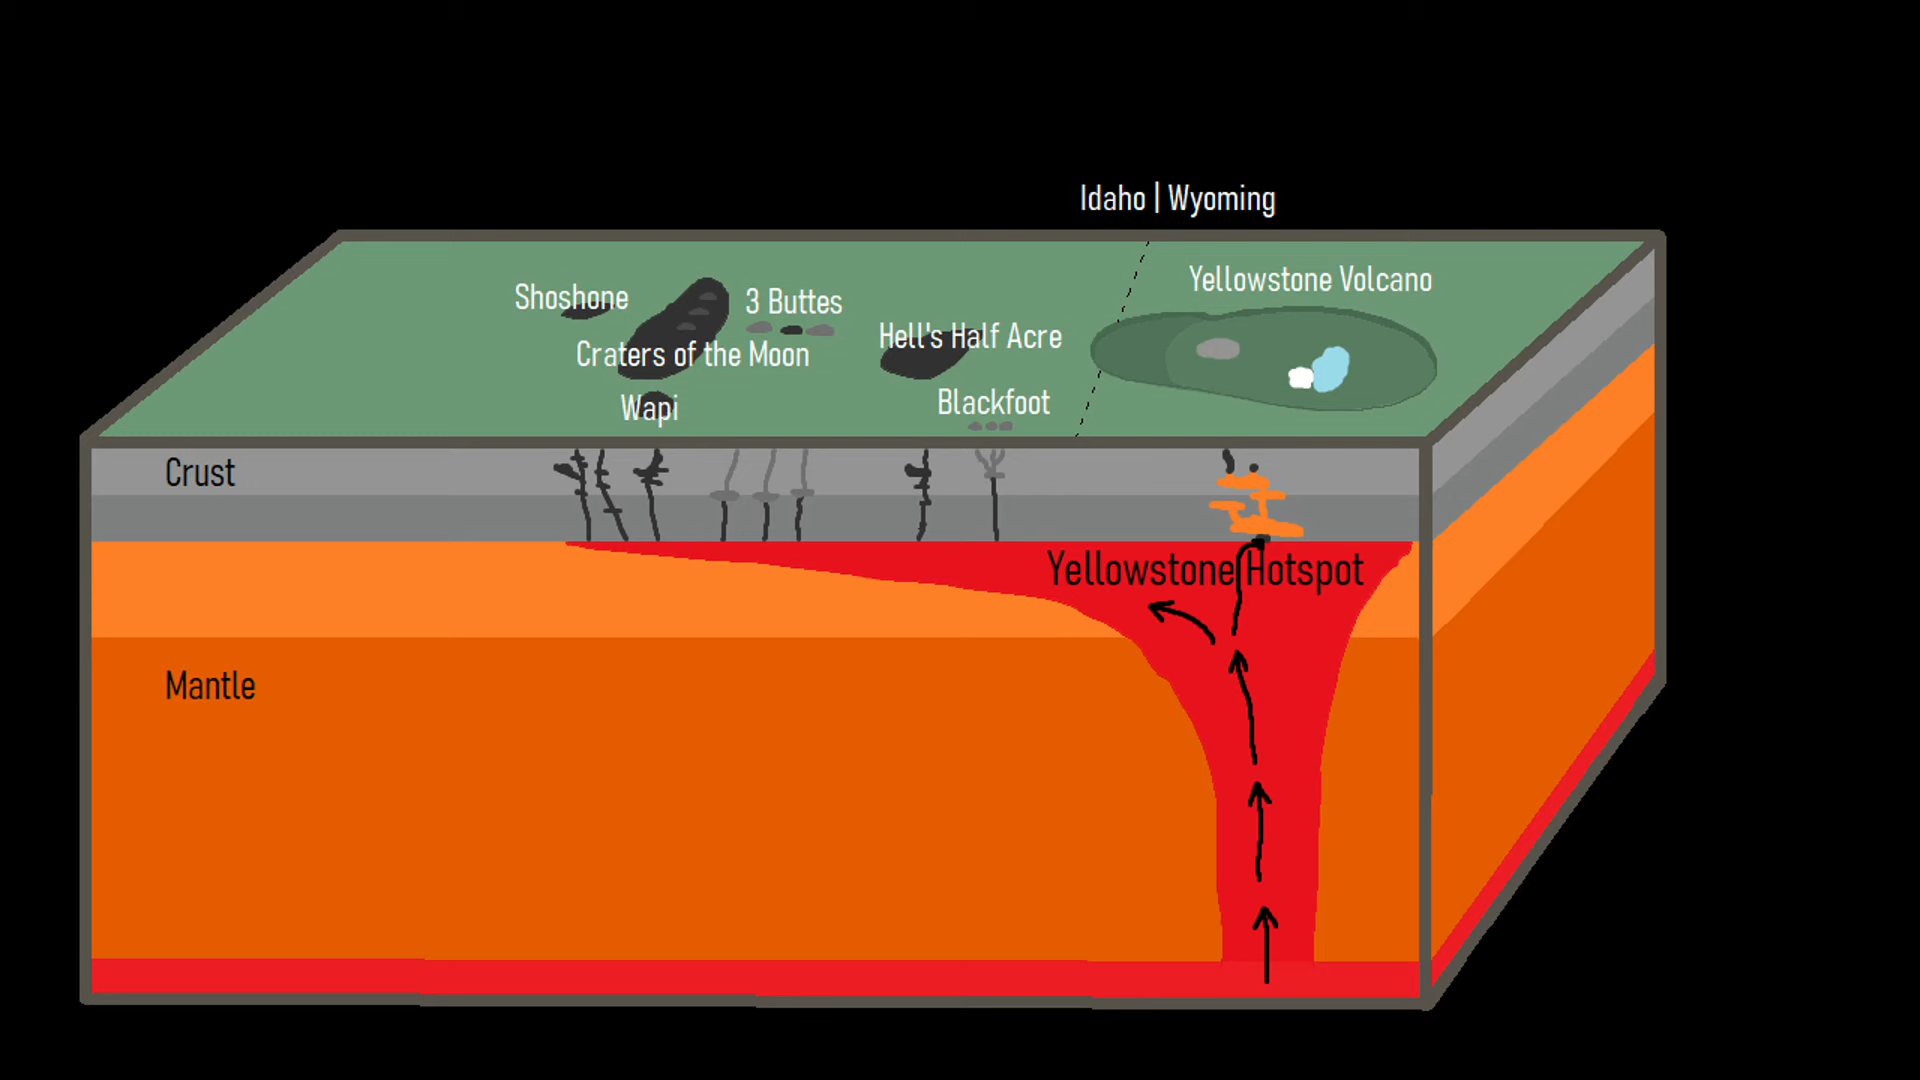 Idaho | Wyoming
Yellowstone Volcano
Shoshone
3 Buttes
Hell's Half Acre
Craters of the Moon
Wapi
Blackfoot
Crust
Yellowstone Hotspot
Mantle